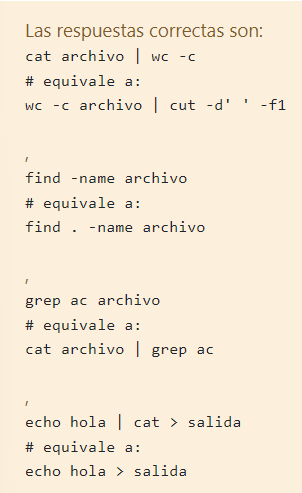 Las respuestas correctas son:
cat archivo | wc -c
# equivale a:
wc -c archivo | cut -d' ' -f1
,
find -name archivo
# equivale a:
find . -name archivo
,
grep ac archivo
# equivale a:
cat archivo | grep ac
,
echo hola | cat > salida
# equivale a:
echo hola > salida